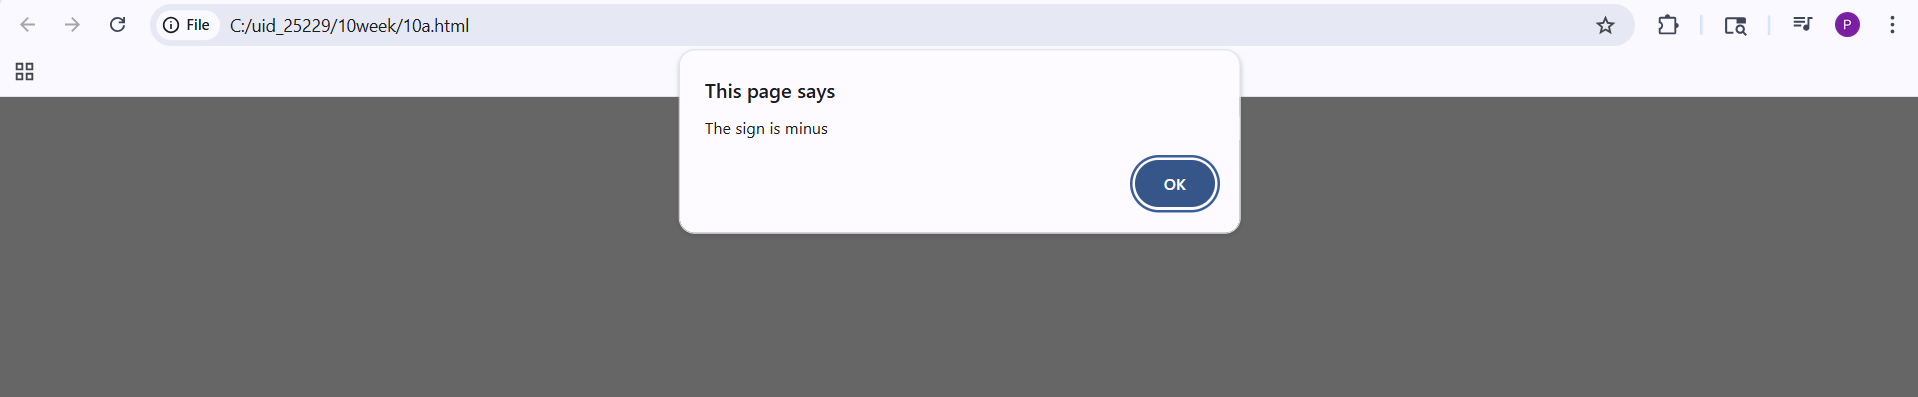 File C:/uid_25229/10week/10a.html
P
This page says
The sign is minus
OK